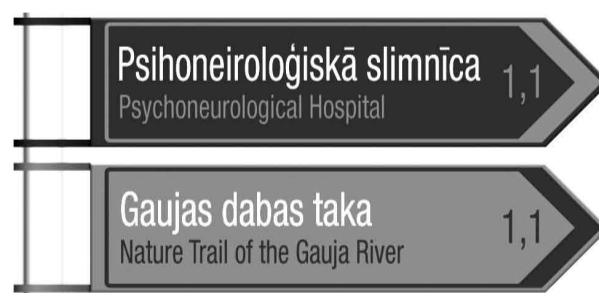 Psihoneiroloģiskā slimnīca 1,1
Psychoneurological Hospital
Gaujas dabas taka 1,1
Nature Trail of the Gauja River